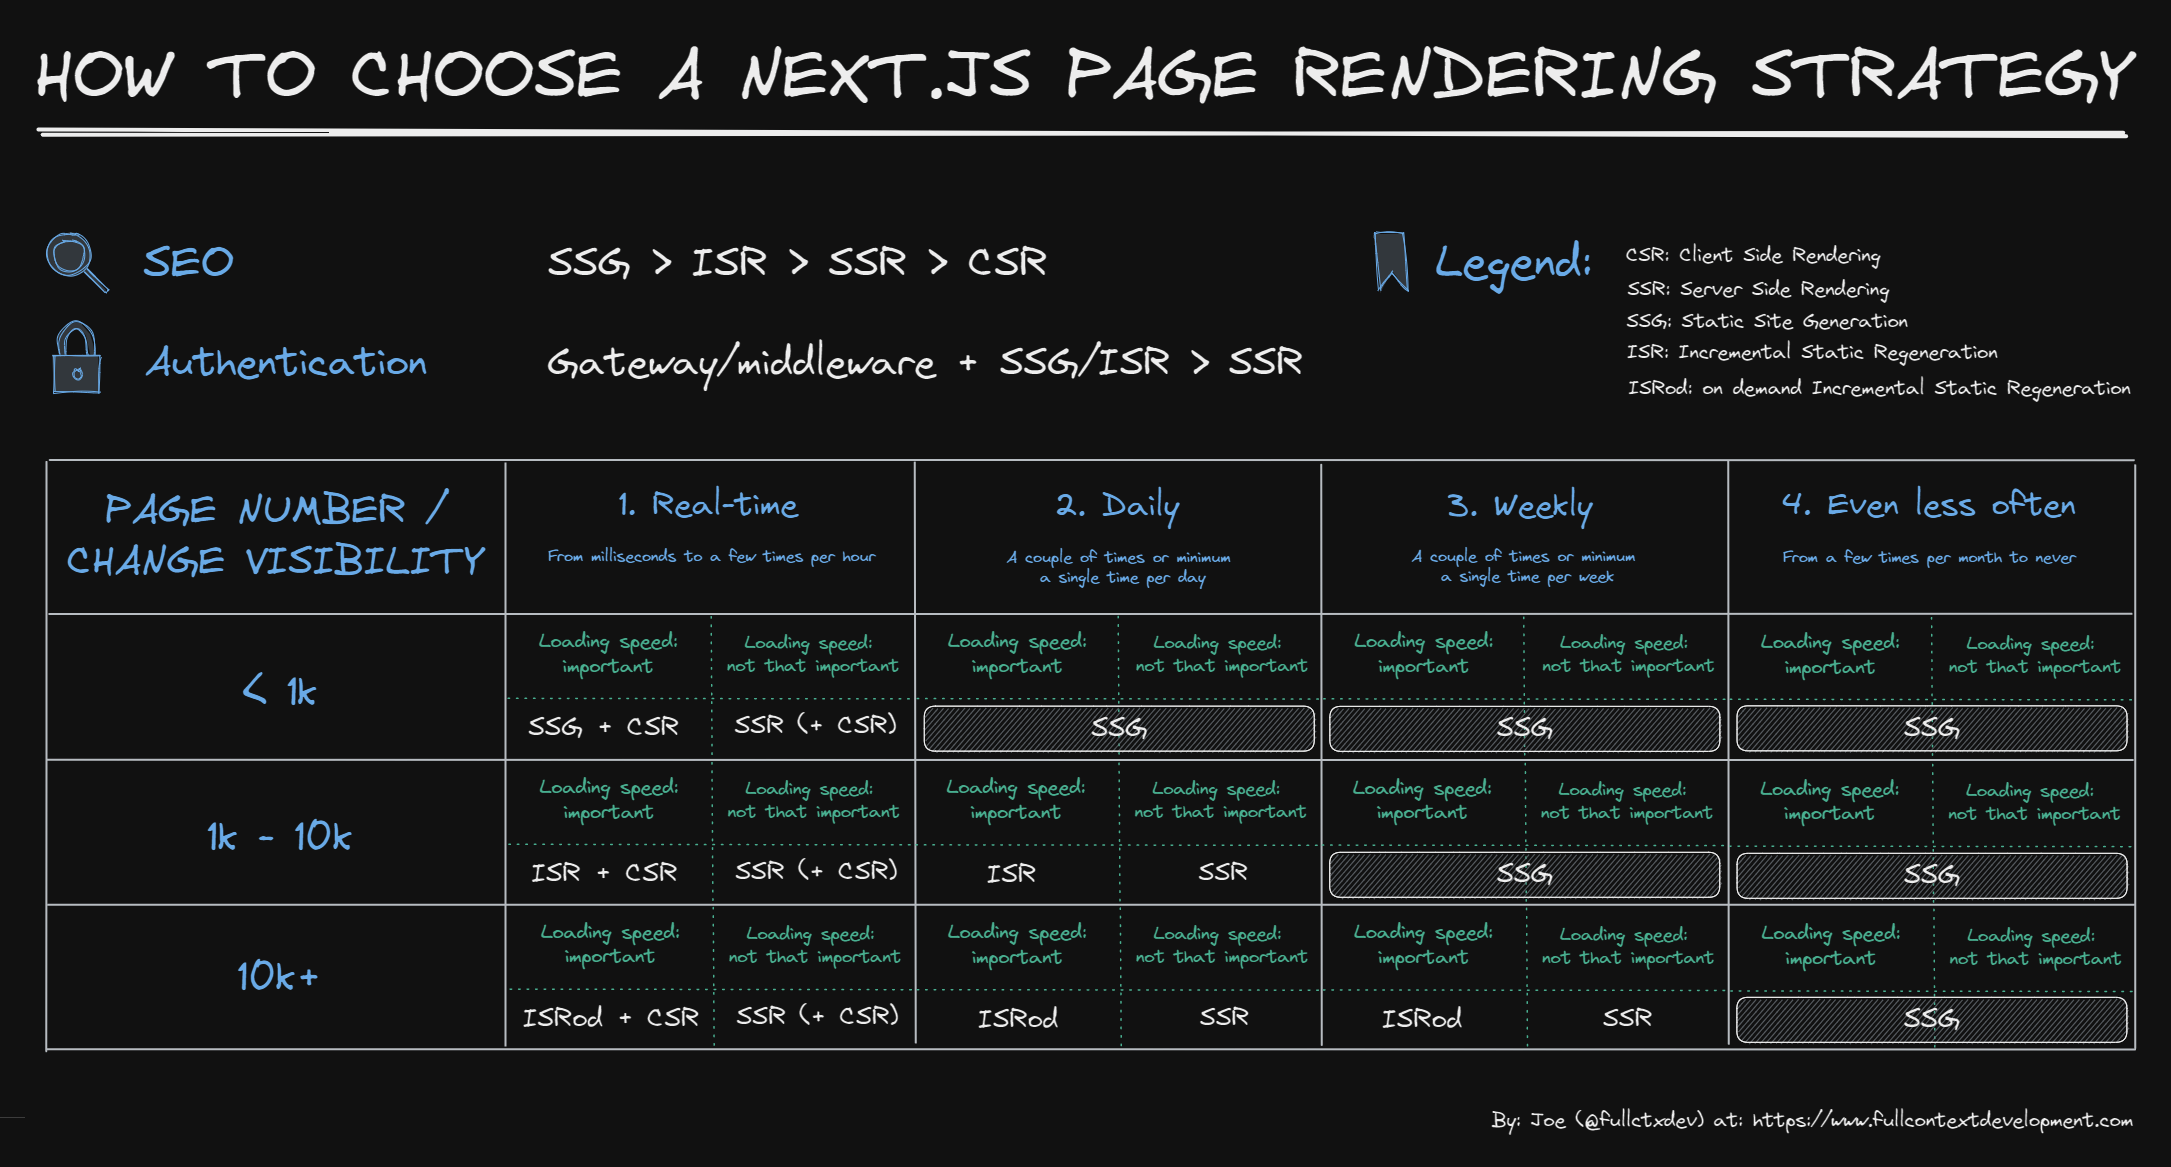 HOW TO CHOOSE A NEXT.JS PAGE RENDERING STRATEGY
SEO
SSG > ISR > SSR > CSR
Authentication
Gateway/middleware + SSG/ISR > SSR
Legend:
CSR: Client Side Rendering
SSR: Server Side Rendering
SSG: Static Site Generation
ISR: Incremental Static Regeneration
ISRod: on demand Incremental Static Regeneration
PAGE NUMBER /
CHANGE VISIBILITY
1. Real-time
From milliseconds to a few times per hour
2. Daily
A couple of times or minimum
a single time per day
3. Weekly
A couple of times or minimum
a single time per week
4. Even less often
From a few times per month to never
< 1k
Loading speed:
important
Loading speed:
not that important
Loading speed:
important
Loading speed:
not that important
Loading speed:
important
Loading speed:
not that important
Loading speed:
important
Loading speed:
not that important
SSG + CSR
SSR (+ CSR)
SSG
SSG
SSG
1k - 10k
Loading speed:
important
Loading speed:
not that important
Loading speed:
important
Loading speed:
not that important
Loading speed:
important
Loading speed:
not that important
Loading speed:
important
Loading speed:
not that important
ISR + CSR
SSR (+ CSR)
ISR
SSR
SSG
SSG
10k+
Loading speed:
important
Loading speed:
not that important
Loading speed:
important
Loading speed:
not that important
Loading speed:
important
Loading speed:
not that important
Loading speed:
important
Loading speed:
not that important
ISRod + CSR
SSR (+ CSR)
ISRod
SSR
ISRod
SSR
SSG
By: Joe (@fullctxdev) at: https://www.fullcontextdevelopment.com